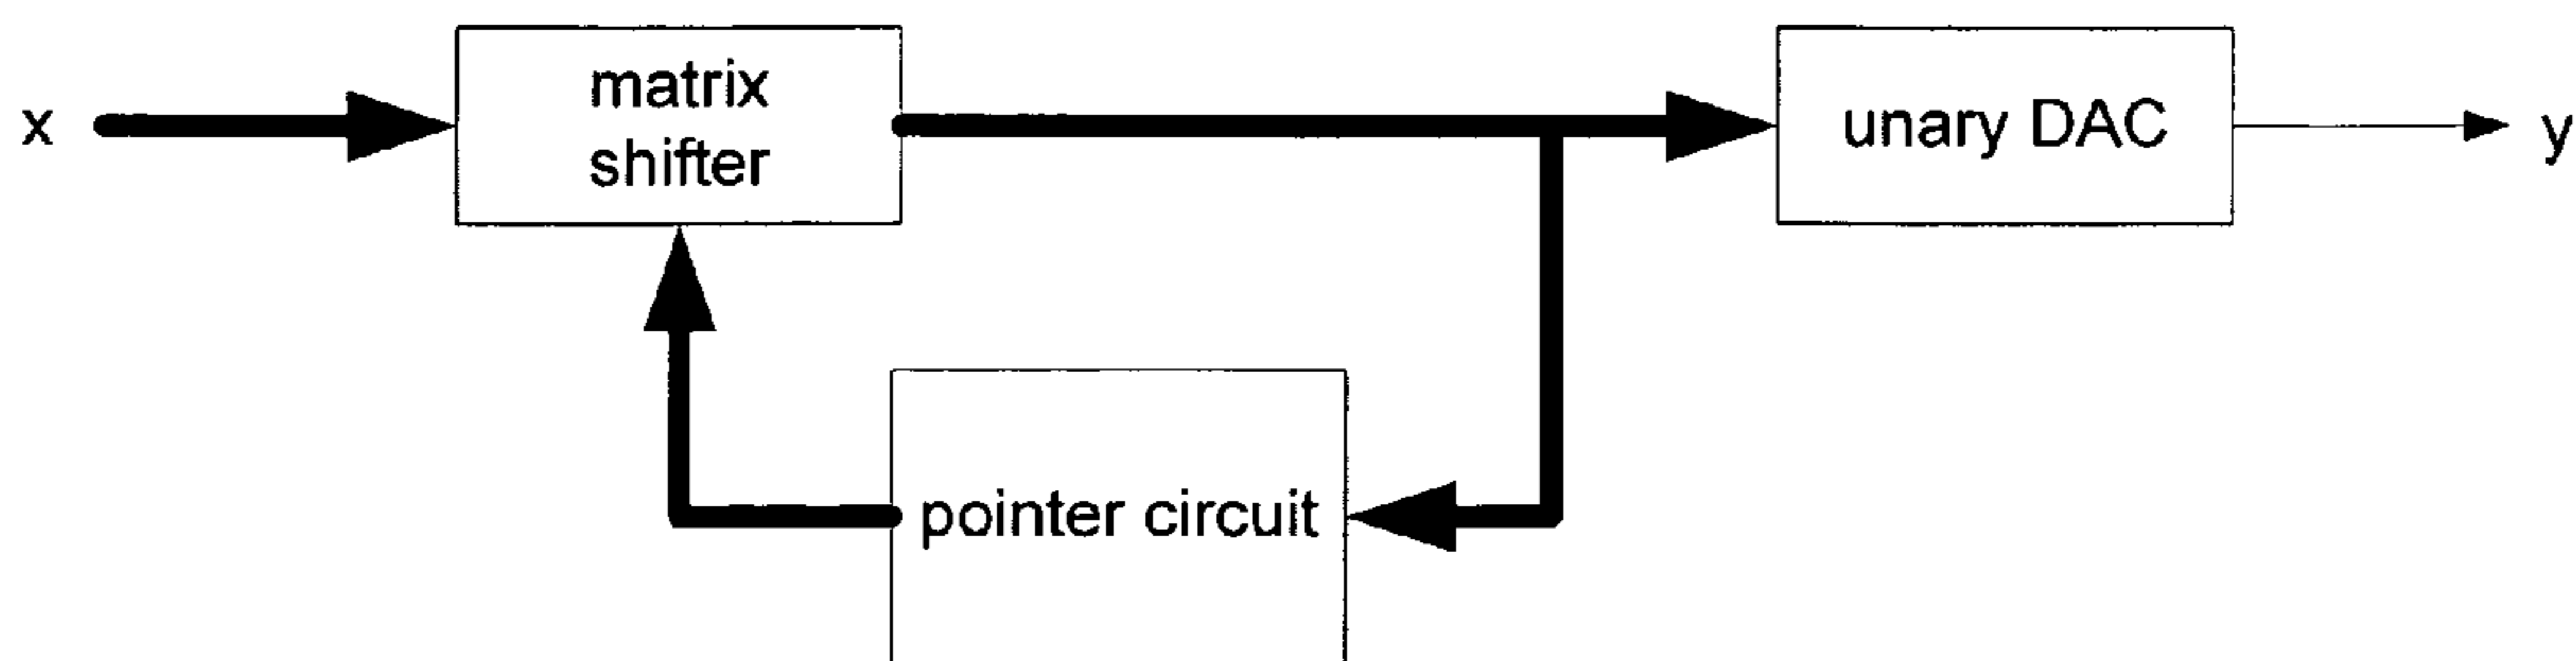 x
matrix
shifter
unary DAC
y
pointer circuit